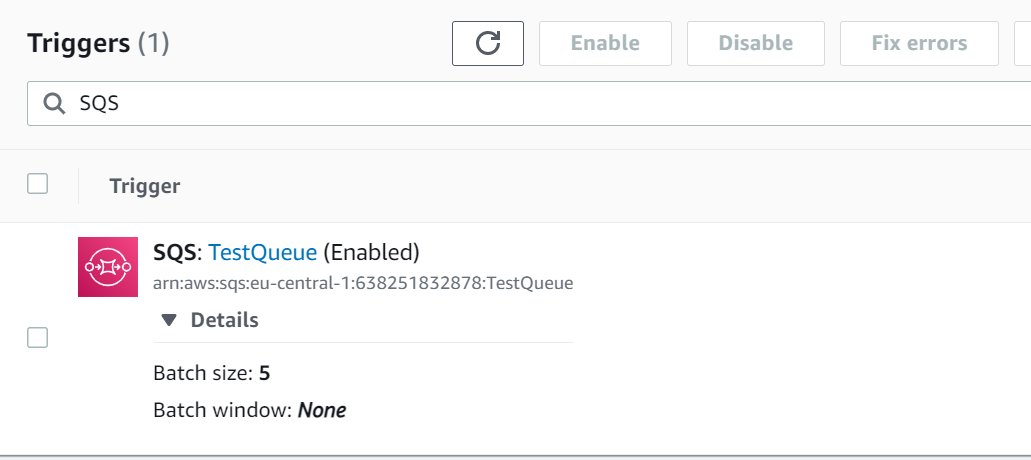 Triggers (1)
Enable
Disable
Fix errors
SQS
Trigger
SQS: TestQueue (Enabled)
arn:aws:sqs:eu-central-1:638251832878:TestQueue
Details
Batch size: 5
Batch window: None